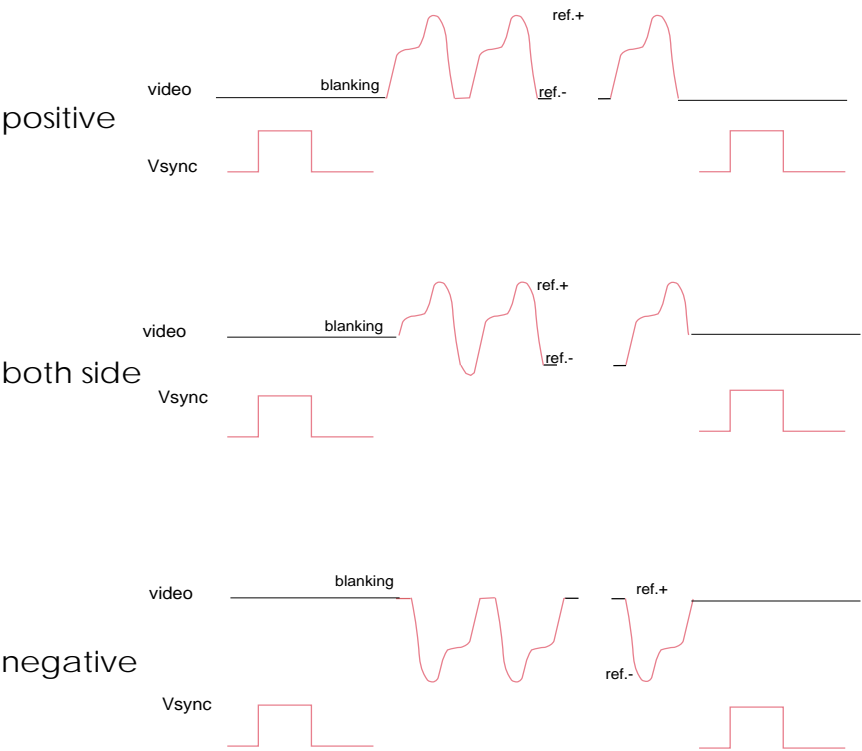 ref.+
video
blanking
ref.-
positive
Vsync
ref.+
video
blanking
ref.-
both side
Vsync
blanking
ref.+
video
negative
ref.-
Vsync